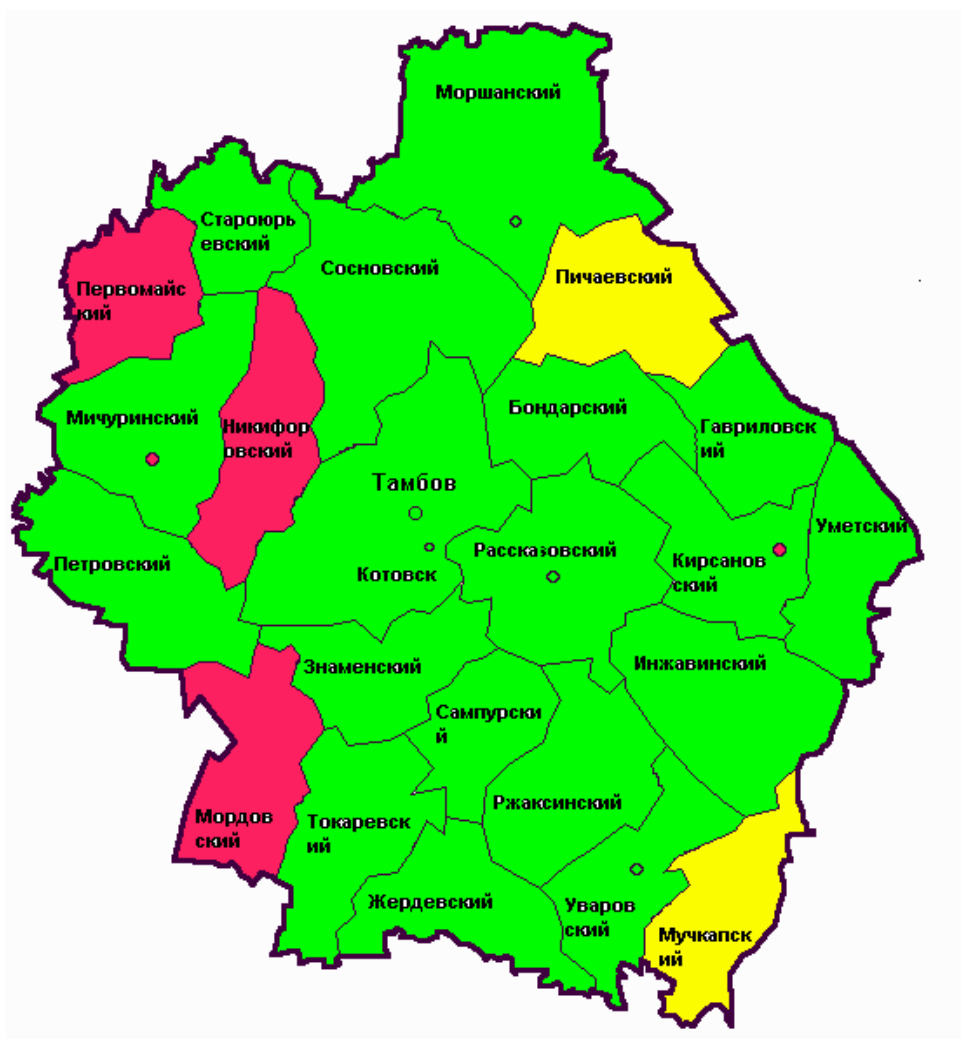 Моршанский
Староюрь
евский
Сосновский
Пичаевский
Первомайс
кий
Мичуринский
Никифор
овский
Бондарский
Гавриловск
ий
Тамбов
Уметский
Петровский
Котовск
Рассказовский
Кирсанов
ский
Знаменский
Инжавинский
Сампурски
й
Мордов
ский
Токаревск
ий
Ржаксинский
Жердевский
Уваров
ский
Мучкапск
ий